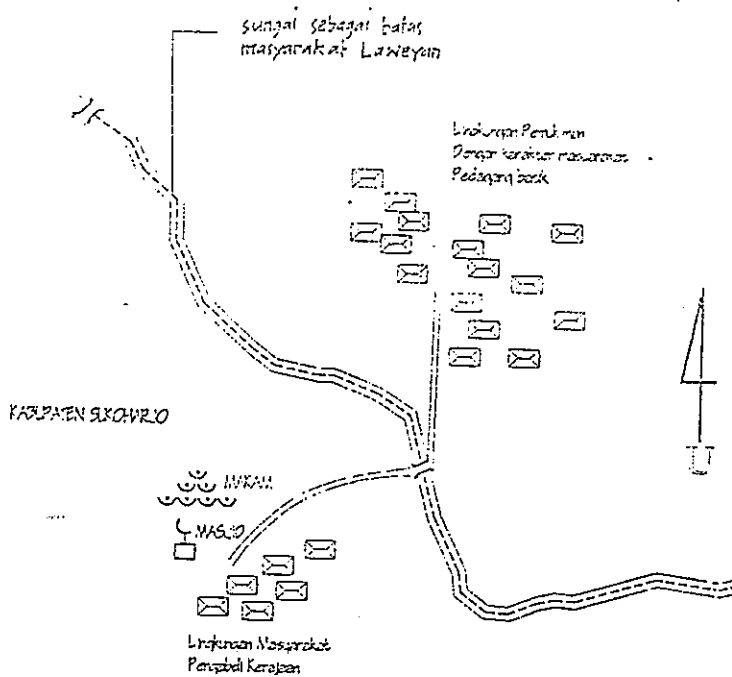 sungai sebagai batas
masyarakat Laweyan
Lingkungan Pemukiman
Dengan karakter masyarakat
Pedagang batik
KABUPATEN SUKOHARJO
MAKAM
MASJID
U
Lingkungan Masyarakat
Pengabdi Kerajaan